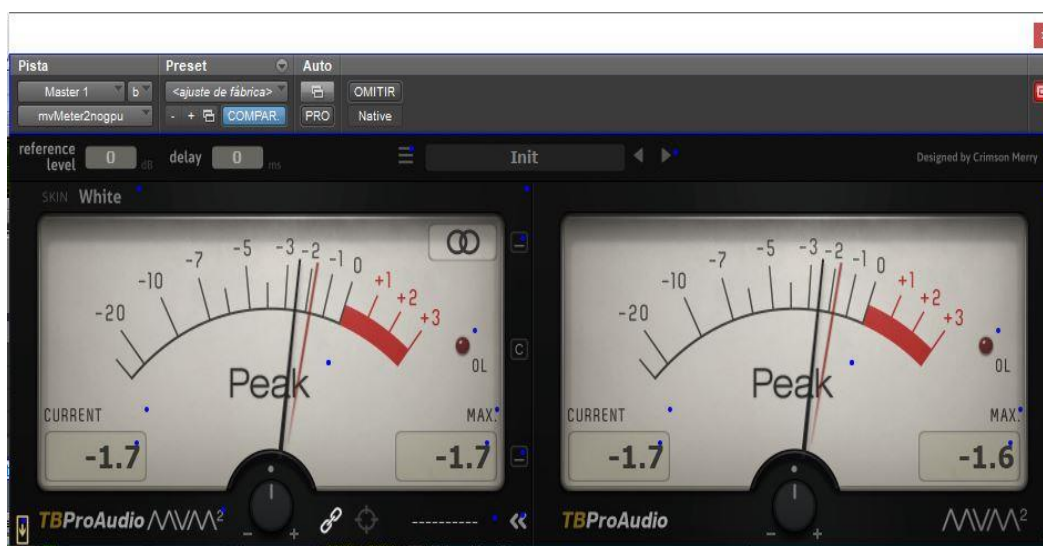 Pista Preset Auto
Master 1 b <ajuste de fábrica> OMITIR
mvMeter2nogpu - + COMPAR. PRO Native
reference level 0 dB delay 0 ms Init Designed by Crimson Merry
SKIN White
-20 -10 -7 -5 -3 -2 -1 0 +1 +2 +3
OL
Peak
CURRENT MAX.
-1.7 -1.7
C
-20 -10 -7 -5 -3 -2 -1 0 +1 +2 +3
OL
Peak
CURRENT MAX.
-1.7 -1.6
- +
- +
TBProAudio MVM2 ----------
TBProAudio MVM2